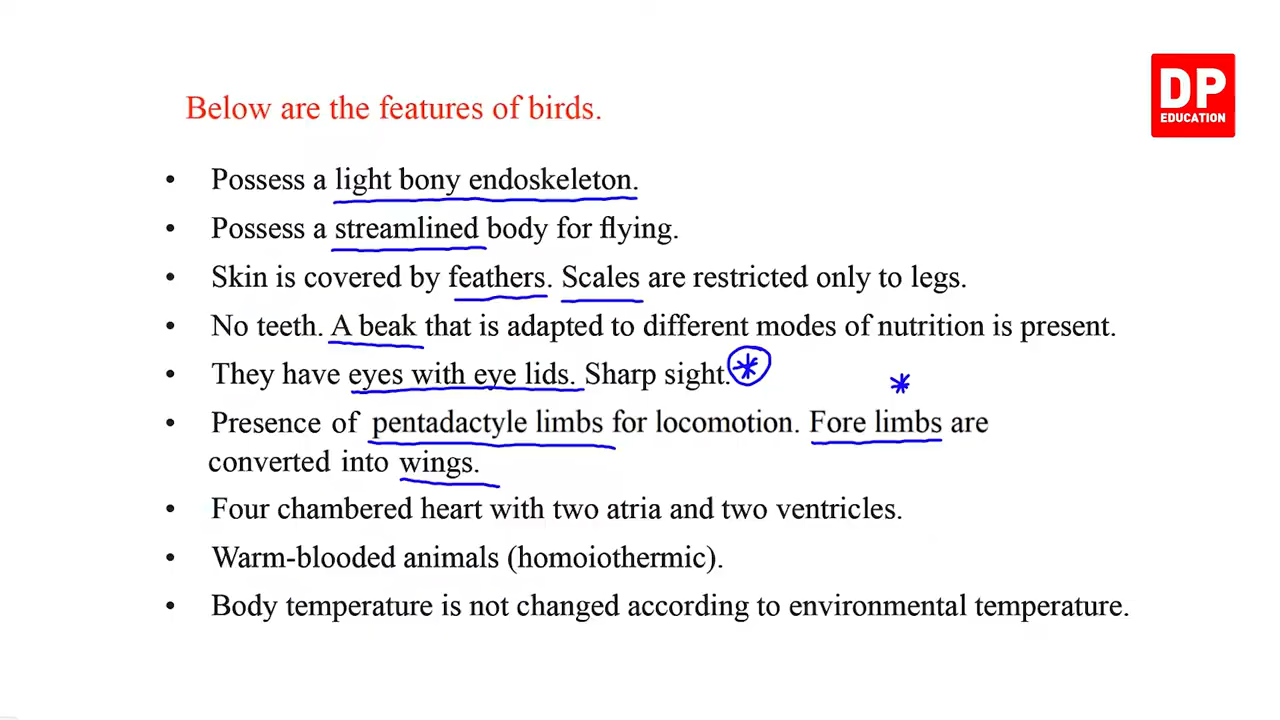 DP
EDUCATION
Below are the features of birds.
• Possess a light bony endoskeleton.
• Possess a streamlined body for flying.
• Skin is covered by feathers. Scales are restricted only to legs.
• No teeth. A beak that is adapted to different modes of nutrition is present.
• They have eyes with eye lids. Sharp sight.
• Presence of pentadactyle limbs for locomotion. Fore limbs are
converted into wings.
• Four chambered heart with two atria and two ventricles.
• Warm-blooded animals (homoiothermic).
• Body temperature is not changed according to environmental temperature.